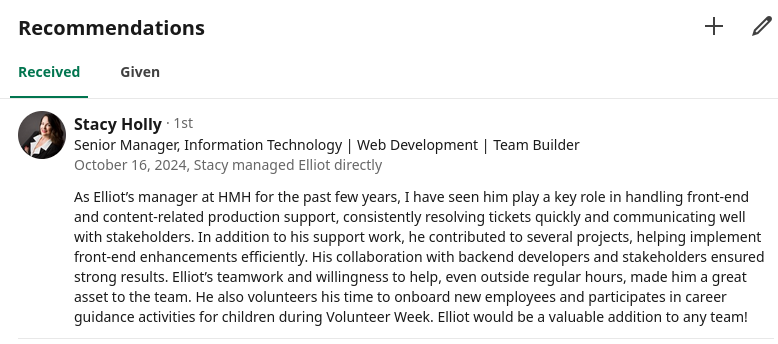 Recommendations
Received
Given
Stacy Holly · 1st
Senior Manager, Information Technology | Web Development | Team Builder
October 16, 2024, Stacy managed Elliot directly
As Elliot’s manager at HMH for the past few years, I have seen him play a key role in handling front-end
and content-related production support, consistently resolving tickets quickly and communicating well
with stakeholders. In addition to his support work, he contributed to several projects, helping implement
front-end enhancements efficiently. His collaboration with backend developers and stakeholders ensured
strong results. Elliot’s teamwork and willingness to help, even outside regular hours, made him a great
asset to the team. He also volunteers his time to onboard new employees and participates in career
guidance activities for children during Volunteer Week. Elliot would be a valuable addition to any team!